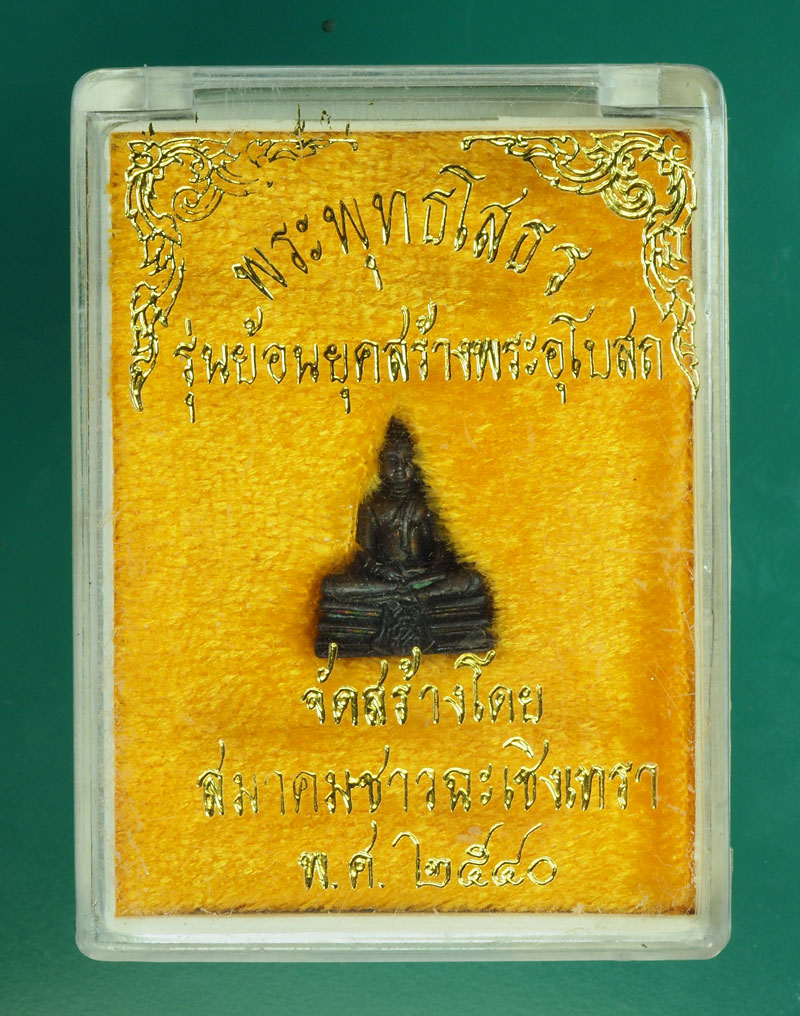 พระพุทธโสธร
รุ่นย้อนยุคสร้างพระอุโบสถ
จัดสร้างโดย
สมาคมชาวฉะเชิงเทรา
พ.ศ. ๒๕๔๐